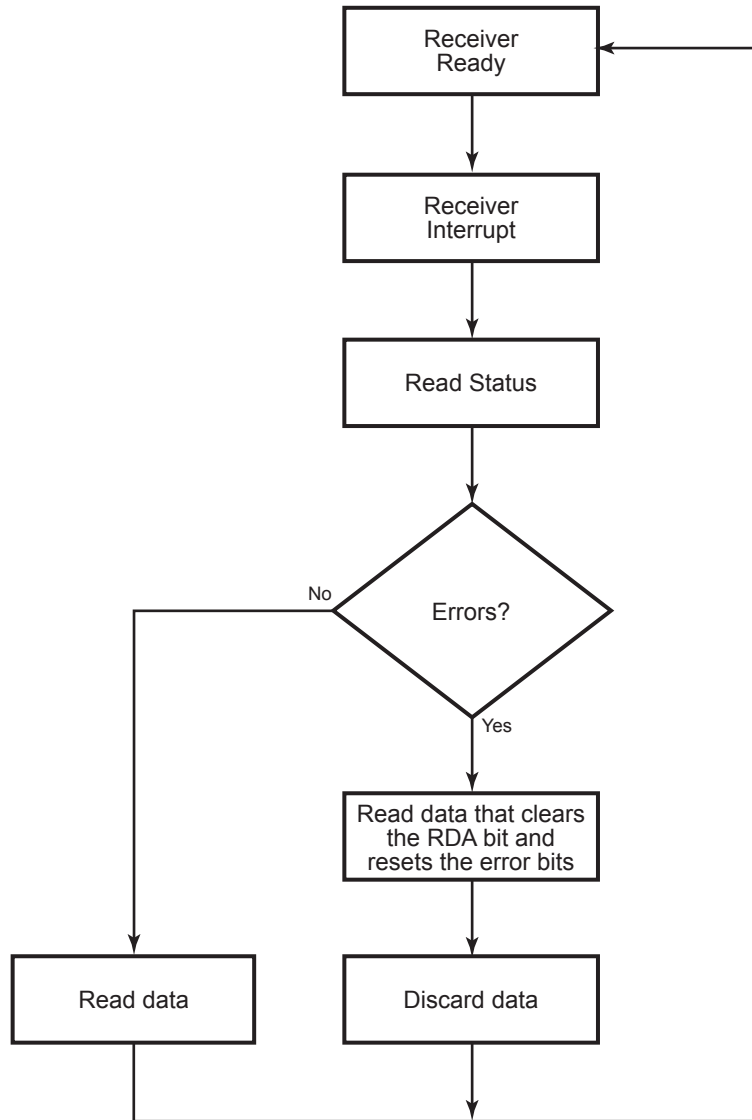 Receiver
Ready
Receiver
Interrupt
Read Status
No
Errors?
Yes
Read data that clears
the RDA bit and
resets the error bits
Read data
Discard data